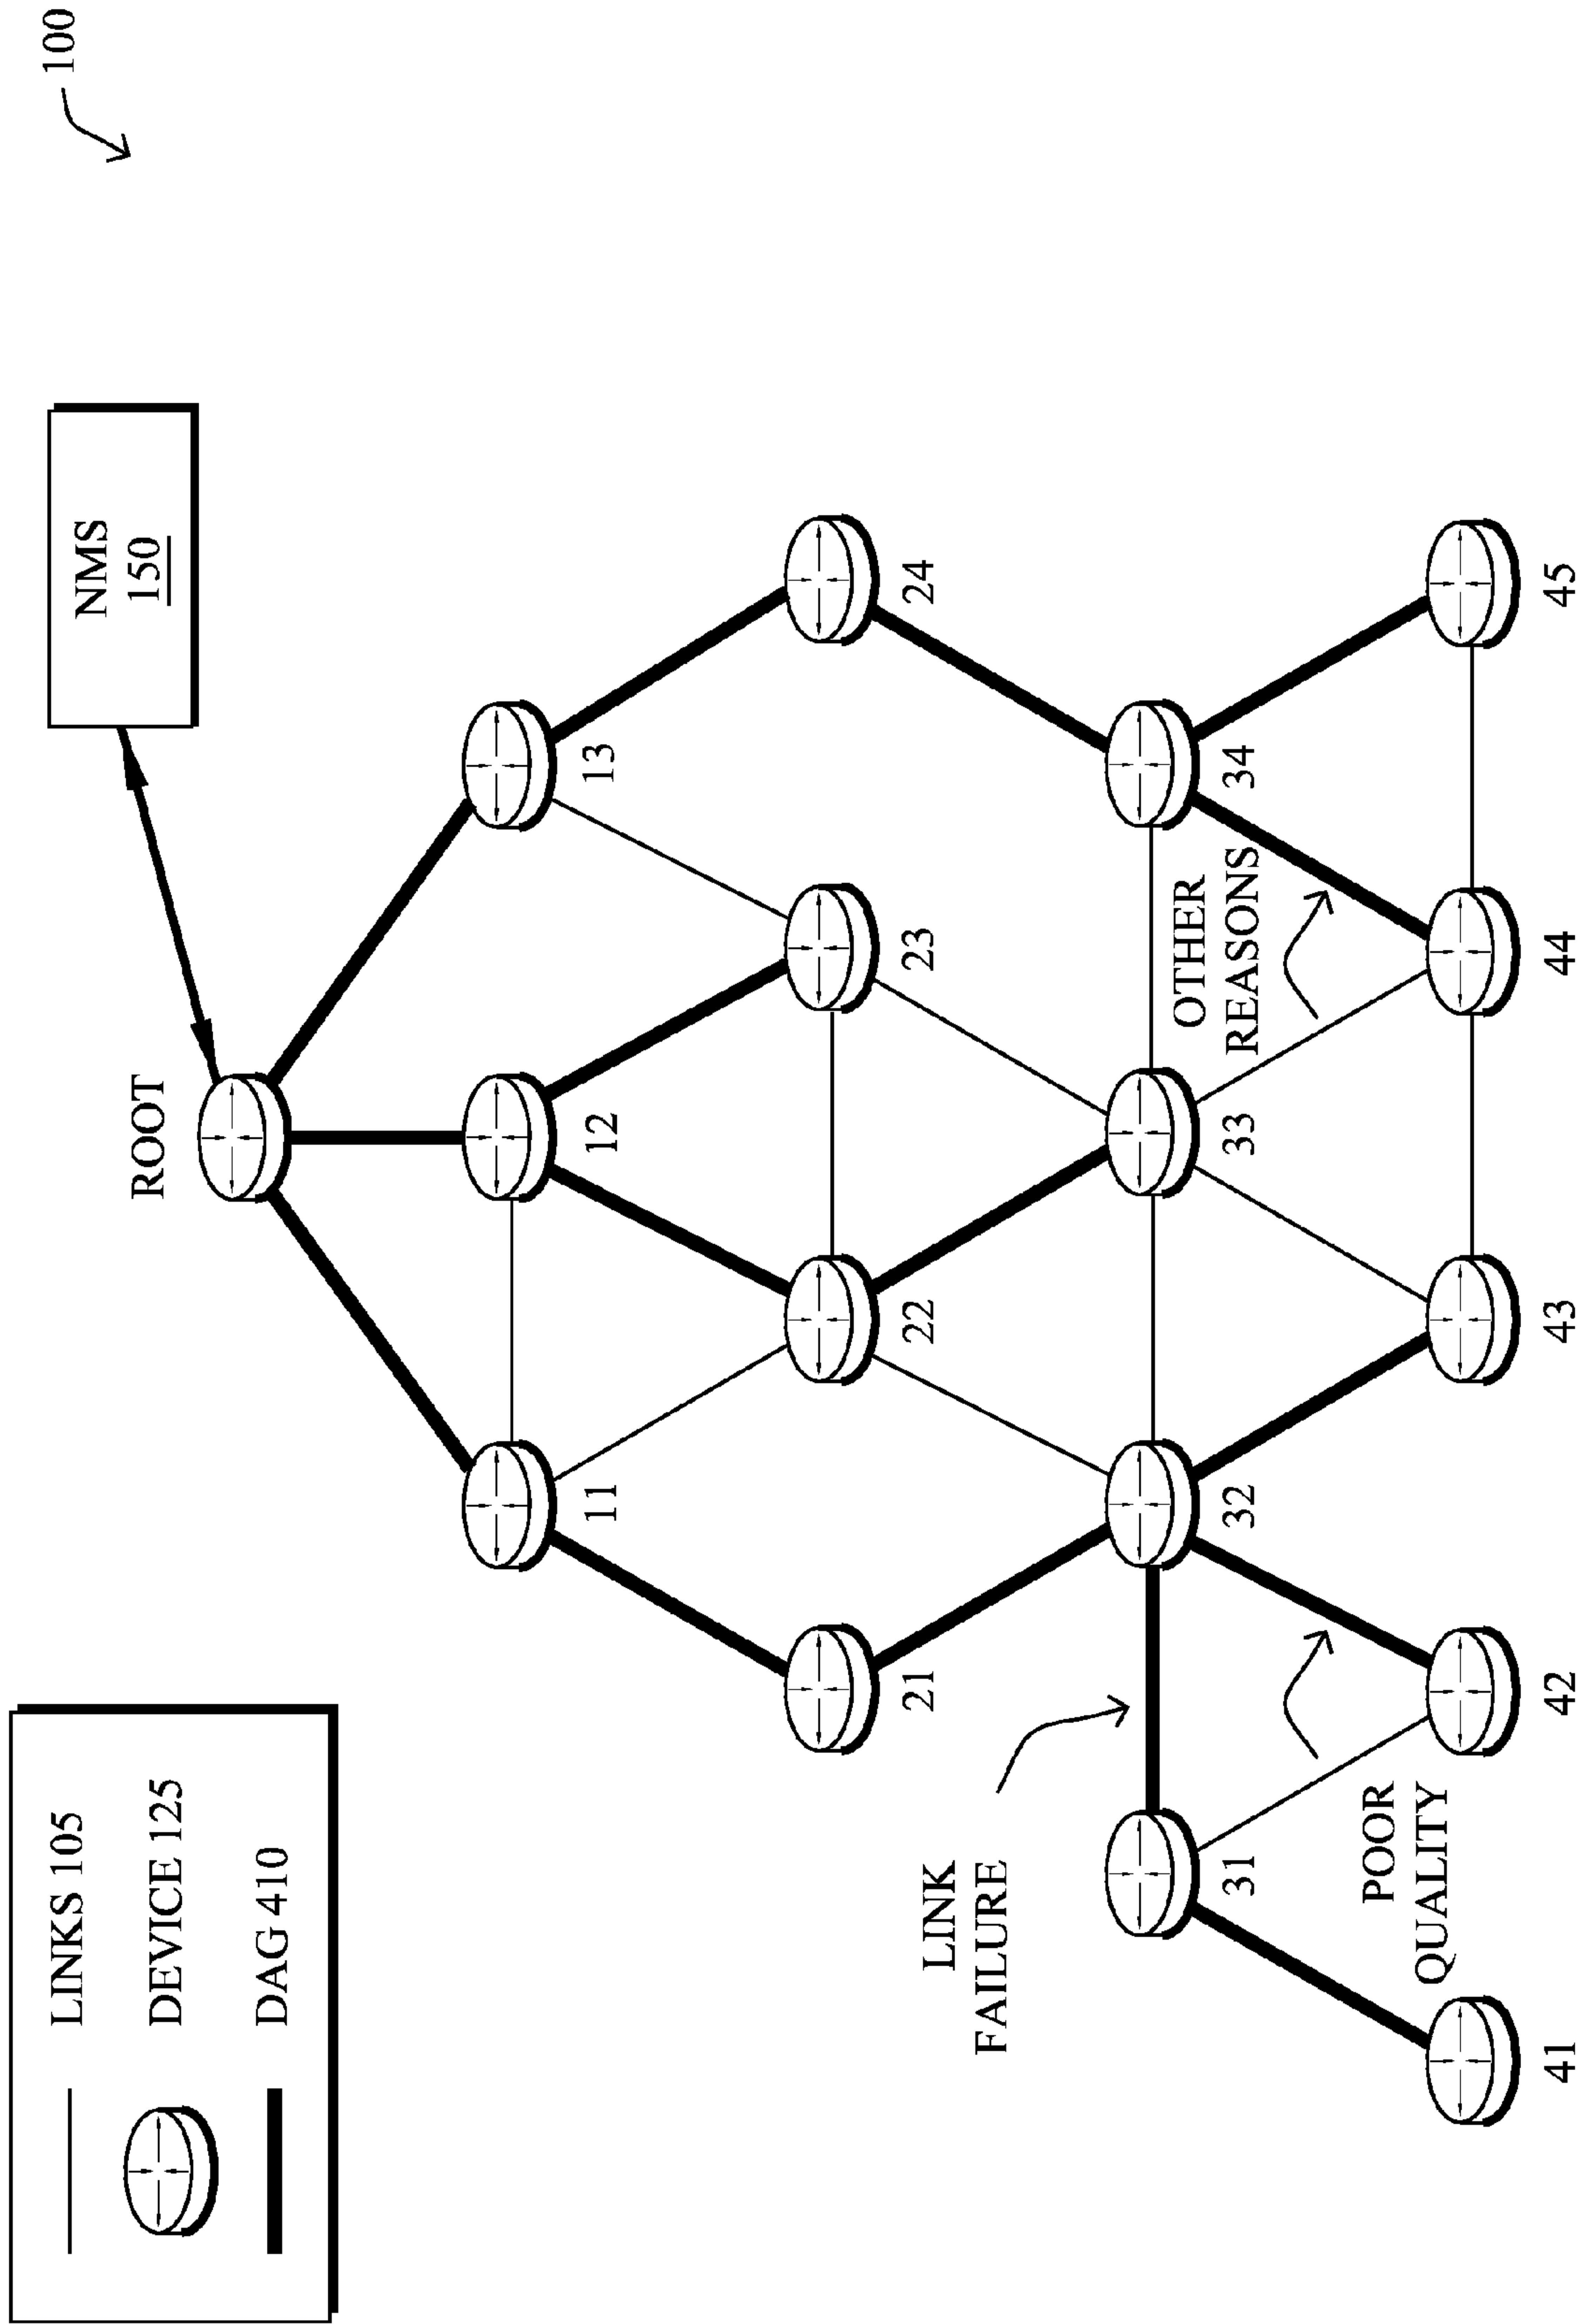 LINKS 105
DEVICE 125
DAG 410
100
NMS
150
ROOT
11
12
13
21
22
23
24
LINK
FAILURE
31
32
33
34
OTHER
REASONS
POOR
QUALITY
41
42
43
44
45